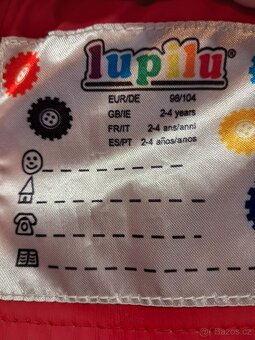 lupilu®
EUR/DE 98/104
GB/IE 2-4 years
FR/IT 2-4 ans/anni
ES/PT 2-4 años/anos
Bazos.cz